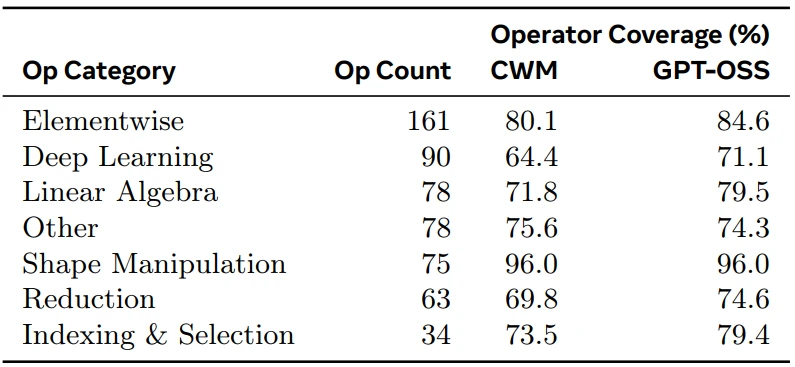 Operator Coverage (%)
Op Category Op Count CWM GPT-OSS
Elementwise 161 80.1 84.6
Deep Learning 90 64.4 71.1
Linear Algebra 78 71.8 79.5
Other 78 75.6 74.3
Shape Manipulation 75 96.0 96.0
Reduction 63 69.8 74.6
Indexing & Selection 34 73.5 79.4